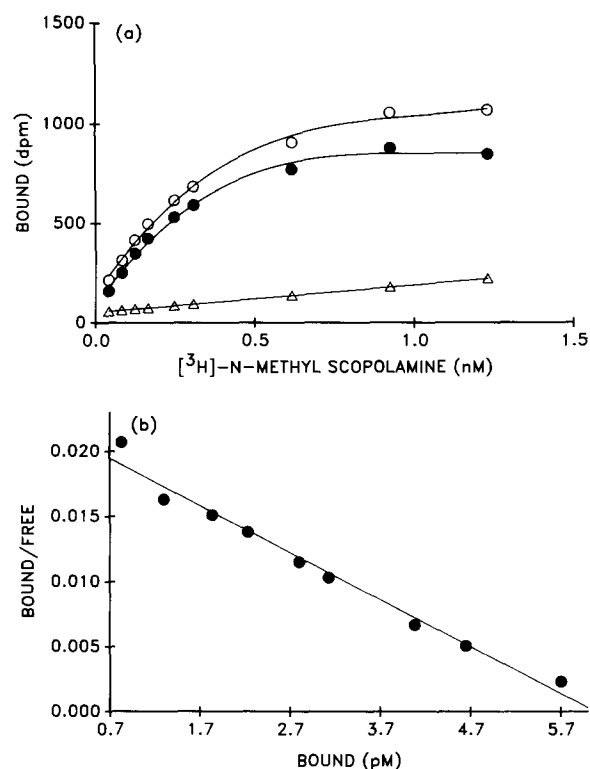 (a)
1500
1000
500
0
BOUND (dpm)
0.0 0.5 1.0 1.5
[³H]-N-METHYL SCOPOLAMINE (nM)
(b)
0.020
0.015
0.010
0.005
0.000
BOUND/FREE
0.7 1.7 2.7 3.7 4.7 5.7
BOUND (pM)